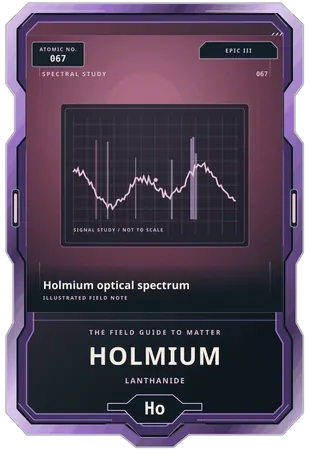 ATOMIC NO.
067
EPIC III
SPECTRAL STUDY
067
SIGNAL STUDY / NOT TO SCALE
Holmium optical spectrum
ILLUSTRATED FIELD NOTE
THE FIELD GUIDE TO MATTER
HOLMIUM
LANTHANIDE
Ho